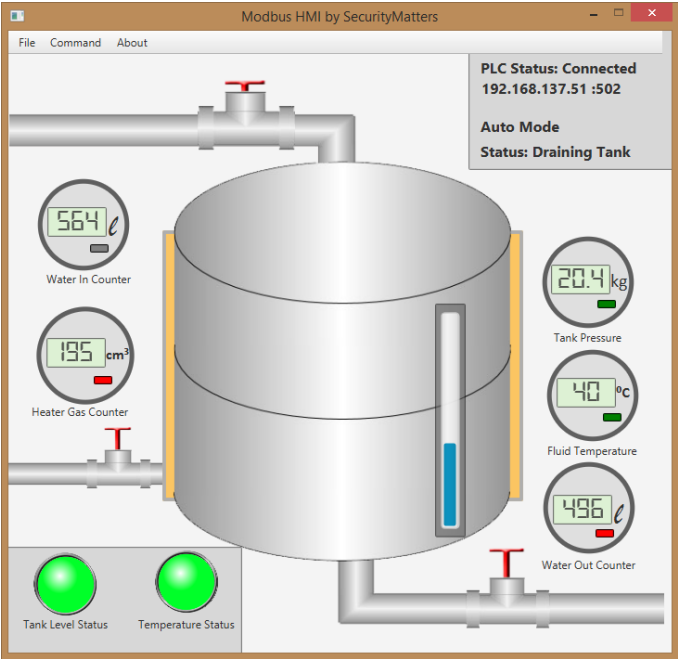 Modbus HMI by SecurityMatters
File Command About
PLC Status: Connected
192.168.137.51 :502
Auto Mode
Status: Draining Tank
564 ℓ
Water In Counter
20.4 kg
Tank Pressure
195 cm³
Heater Gas Counter
40 ⁰C
Fluid Temperature
496 ℓ
Water Out Counter
Tank Level Status
Temperature Status